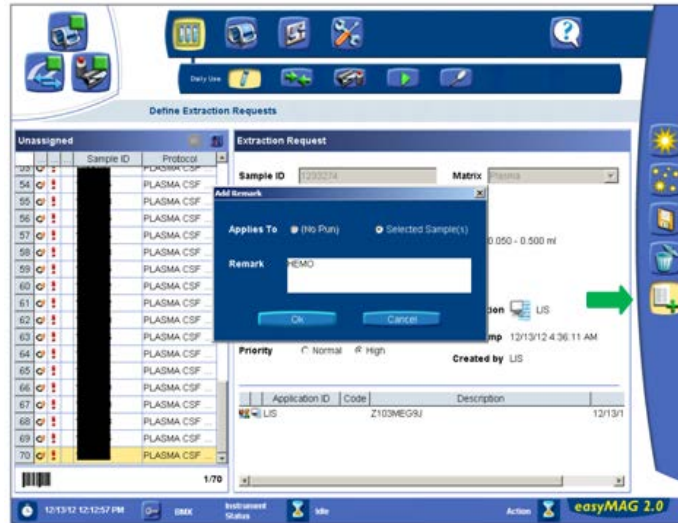 Daily Use
Define Extraction Requests
Unassigned
Sample ID Protocol
53 PLASMA CSF ...
54 PLASMA CSF ...
55 PLASMA CSF ...
56 PLASMA CSF ...
57 PLASMA CSF ...
58 PLASMA CSF ...
59 PLASMA CSF ...
60 PLASMA CSF ...
61 PLASMA CSF ...
62 PLASMA CSF ...
63 PLASMA CSF ...
64 PLASMA CSF ...
65 PLASMA CSF ...
66 PLASMA CSF ...
67 PLASMA CSF ...
68 PLASMA CSF ...
69 PLASMA CSF ...
70 PLASMA CSF ...
1/70
Extraction Request
Sample ID 1233274 Matrix Plasma
Add Remark
Applies To (No Run) Selected Sample(s)
Remark HEMO
Ok Cancel
0.050 - 0.500 ml
LIS
12/13/12 4:36:11 AM
Priority Normal High
Created by LIS
Application ID Code Description
LIS Z103MEG9J 12/13/1
12/13/12 12:12:57 PM BMX Instrument Status Idle Action easyMAG 2.0